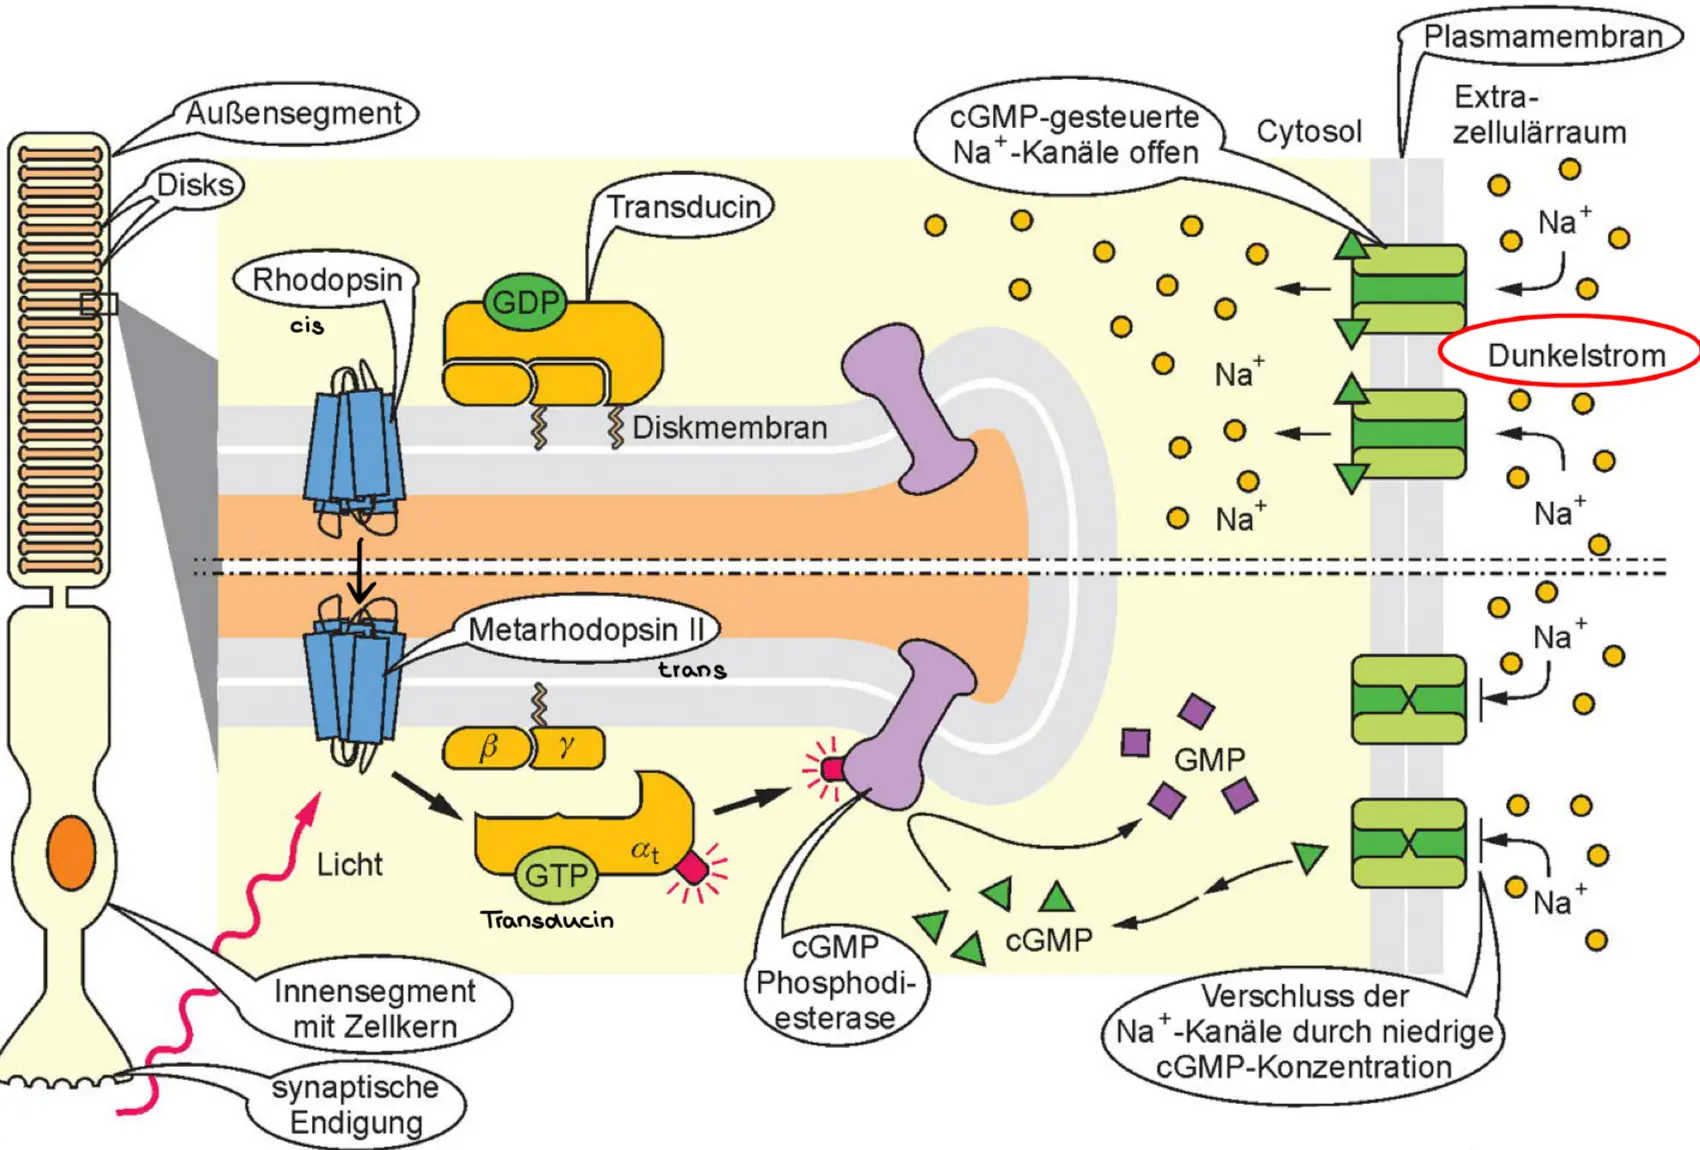 Plasmamembran
Außensegment
Extra-
zellulärraum
cGMP-gesteuerte
Na⁺-Kanäle offen
Cytosol
Disks
Transducin
Na⁺
Rhodopsin
cis
GDP
Dunkelstrom
Na⁺
Diskmembran
Na⁺
Na⁺
Metarhodopsin II
trans
Na⁺
β
γ
GMP
αt
Licht
GTP
Transducin
Na⁺
cGMP
cGMP
Phosphodi-
esterase
Innensegment
mit Zellkern
Verschluss der
Na⁺-Kanäle durch niedrige
cGMP-Konzentration
synaptische
Endigung